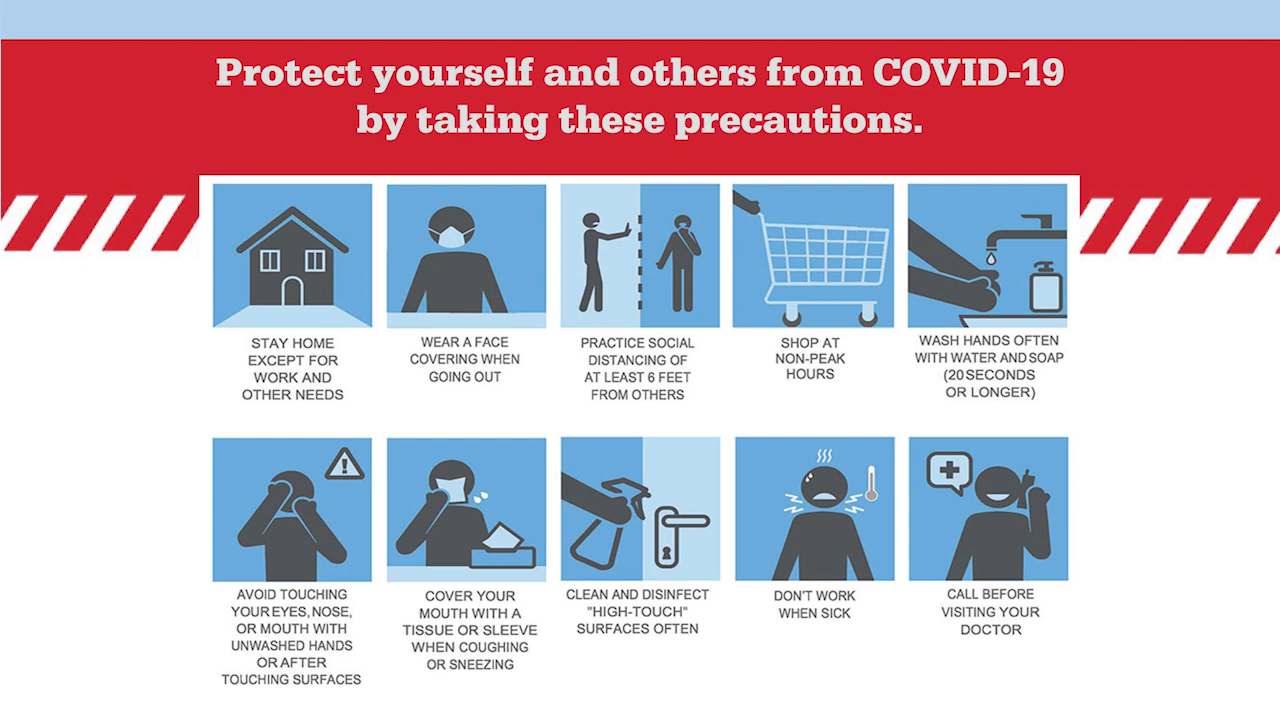 Protect yourself and others from COVID-19
by taking these precautions.
STAY HOME
EXCEPT FOR
WORK AND
OTHER NEEDS
WEAR A FACE
COVERING WHEN
GOING OUT
PRACTICE SOCIAL
DISTANCING OF
AT LEAST 6 FEET
FROM OTHERS
SHOP AT
NON-PEAK
HOURS
WASH HANDS OFTEN
WITH WATER AND SOAP
(20 SECONDS
OR LONGER)
AVOID TOUCHING
YOUR EYES, NOSE,
OR MOUTH WITH
UNWASHED HANDS
OR AFTER
TOUCHING SURFACES
COVER YOUR
MOUTH WITH A
TISSUE OR SLEEVE
WHEN COUGHING
OR SNEEZING
CLEAN AND DISINFECT
"HIGH-TOUCH"
SURFACES OFTEN
DON'T WORK
WHEN SICK
CALL BEFORE
VISITING YOUR
DOCTOR